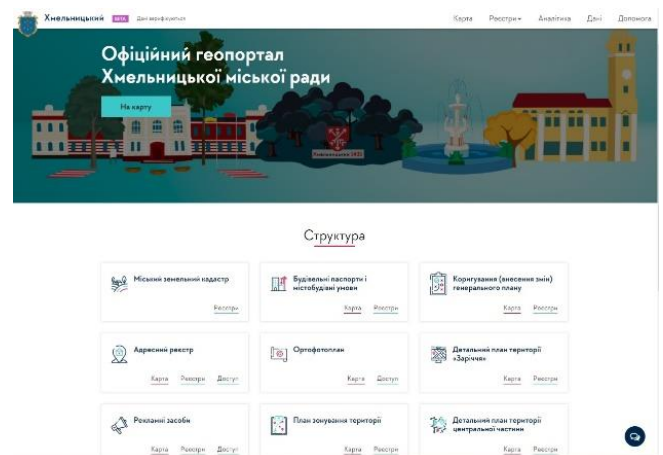 Хмельницький BETA Дані верифікуються
Карта Реєстри Аналітика Дані Допомога
Офіційний геопортал
Хмельницької міської ради
На карту
Структура
Міський земельний кадастр
Реєстри
Будівельні паспорти і
містобудівні умови
Карта Реєстри
Коригування (внесення змін)
генерального плану
Карта Реєстри
Адресний реєстр
Карта Реєстри Доступ
Ортофотоплан
Карта Доступ
Детальний план території
«Заріччя»
Карта Реєстри
Рекламні засоби
Карта Реєстри Доступ
План зонування території
Карта Реєстри
Детальний план території
центральної частини
Карта Реєстри